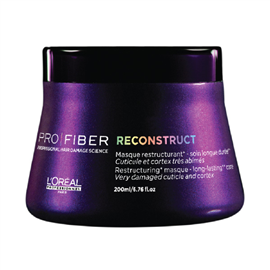 PRO FIBER RECONSTRUCT
PROFESSIONAL HAIR DAMAGE SCIENCE
Masque restructurant* - soin longue durée*
Cuticule et cortex très abîmés
Restructuring* masque - long-lasting** care
Very damaged cuticle and cortex
200ml/6.76 fl.oz
L'ORÉAL
PROFESSIONNEL
PARIS